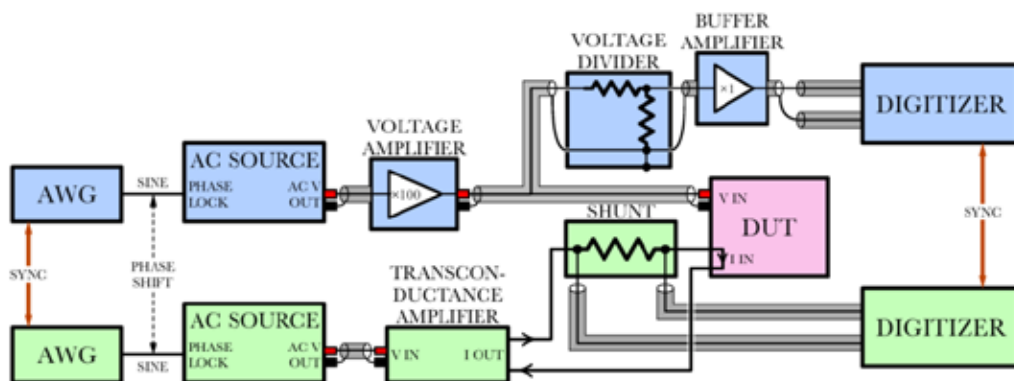 BUFFER
AMPLIFIER
VOLTAGE
DIVIDER
×1
DIGITIZER
VOLTAGE
AMPLIFIER
AC SOURCE
PHASE
LOCK
AC V
OUT
×100
AWG
SINE
V IN
DUT
I IN
SYNC
SHUNT
SYNC
PHASE
SHIFT
TRANSCON-
DUCTANCE
AMPLIFIER
AC SOURCE
PHASE
LOCK
AC V
OUT
V IN
I OUT
DIGITIZER
AWG
SINE